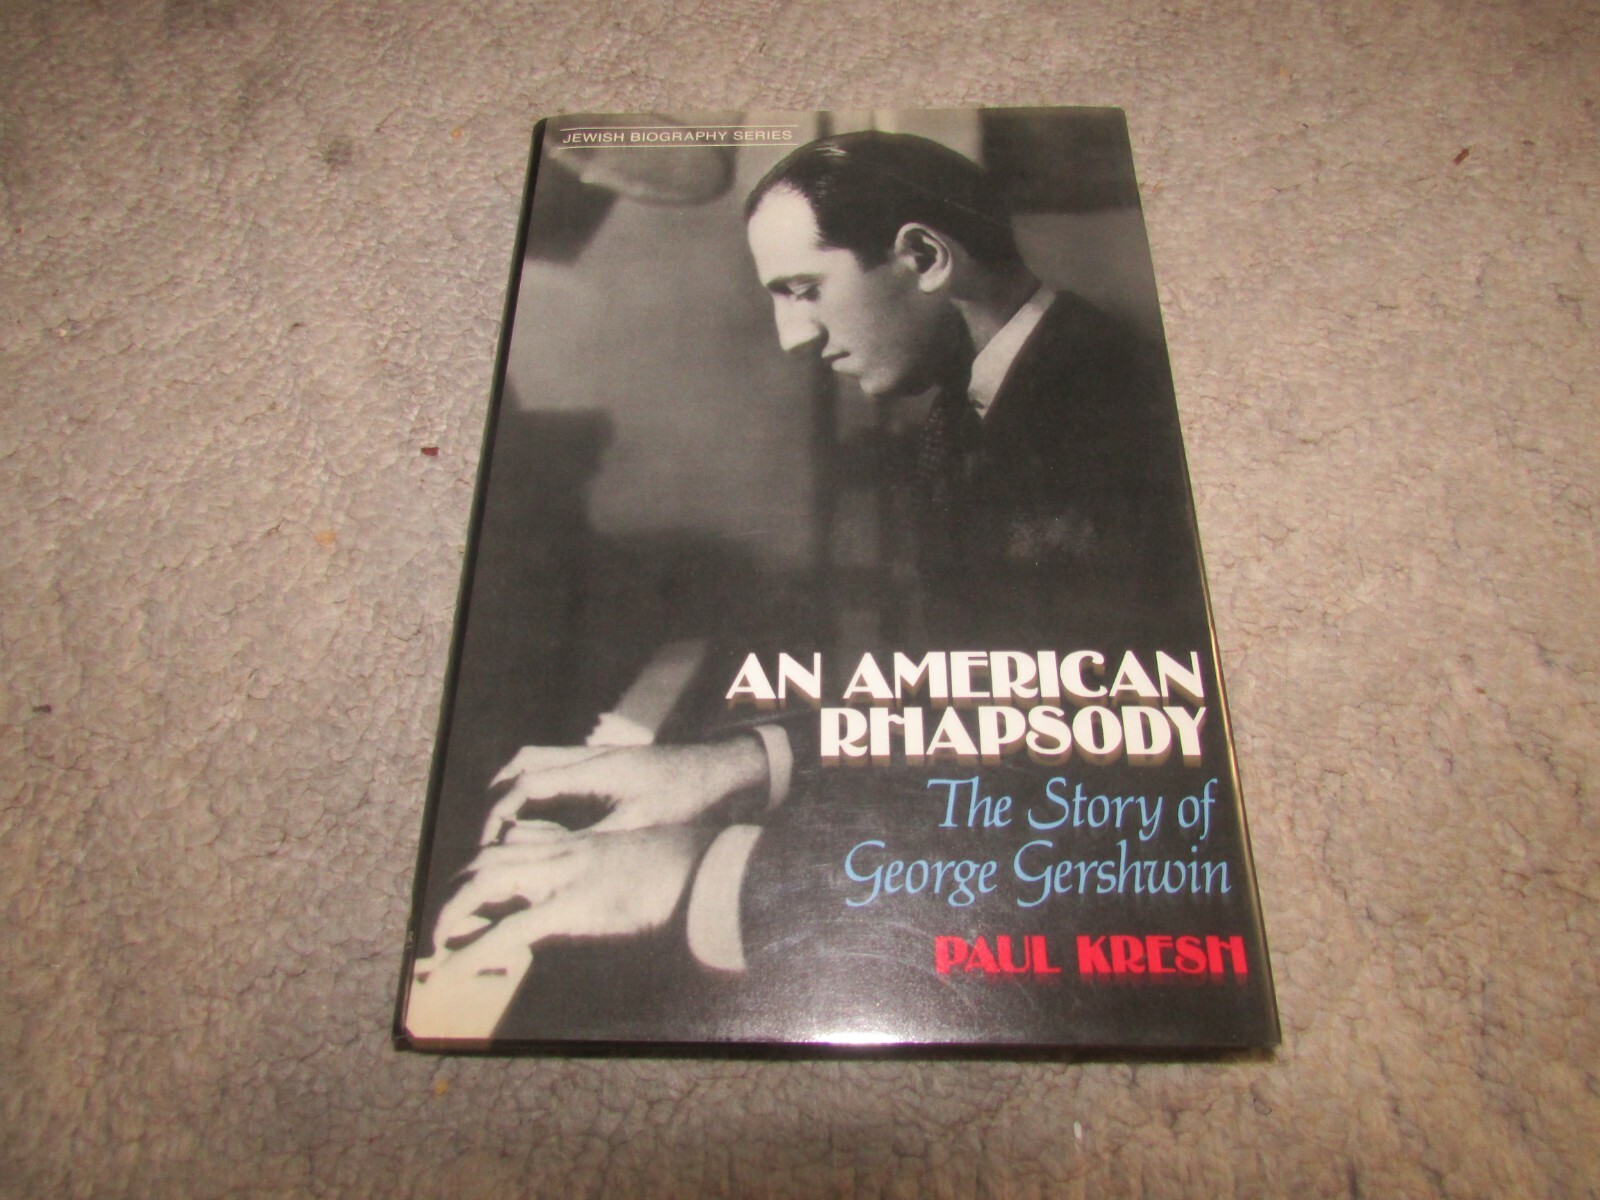 JEWISH BIOGRAPHY SERIES
AN AMERICAN
RHAPSODY
The Story of
George Gershwin
PAUL KRESH